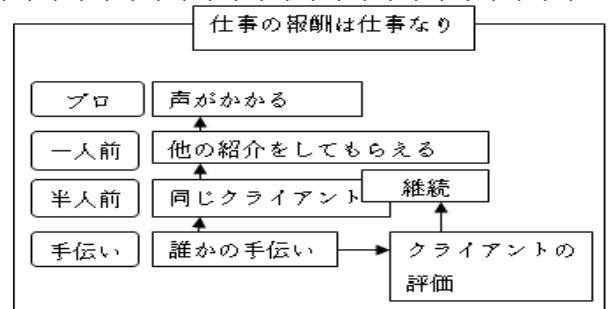 仕事の報酬は仕事なり
プロ
声がかかる
一人前
他の紹介をしてもらえる
半人前
同じクライアント
継続
手伝い
誰かの手伝い
クライアントの
評価